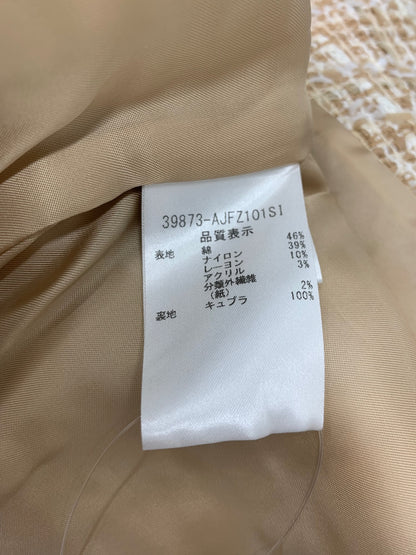 39873-AJFZ101SI
品質表示
表地 綿 46%
ナイロン 39%
レーヨン 10%
アクリル 3%
分類外繊維
(紙) 2%
裏地 キュプラ 100%